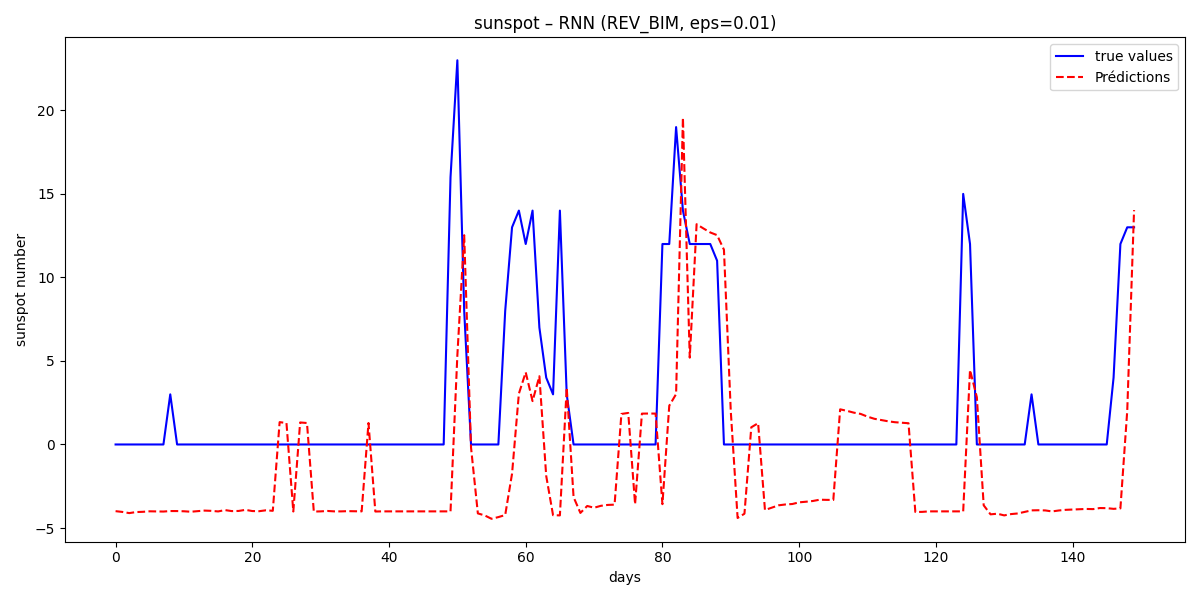 sunspot – RNN (REV_BIM, eps=0.01)
true values
Prédictions
sunspot number
20
15
10
5
0
−5
0 20 40 60 80 100 120 140
days